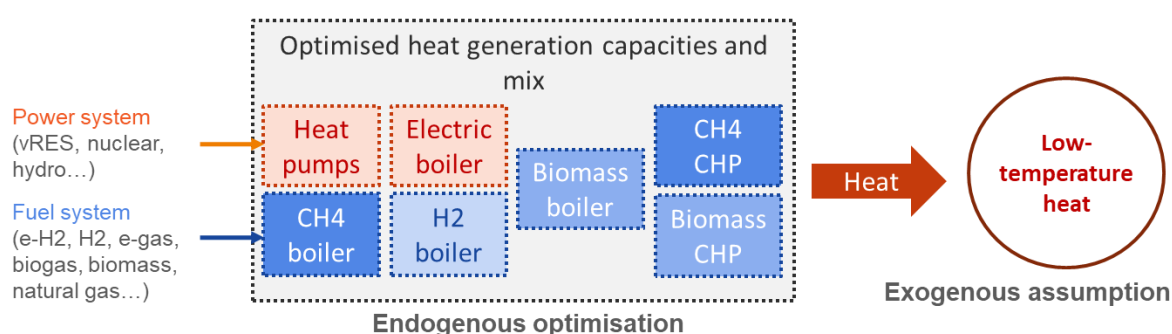 Power system
(vRES, nuclear,
hydro…)
Fuel system
(e-H2, H2, e-gas,
biogas, biomass,
natural gas…)
Optimised heat generation capacities and
mix
Heat
pumps
Electric
boiler
CH4
boiler
H2
boiler
Biomass
boiler
CH4
CHP
Biomass
CHP
Endogenous optimisation
Heat
Low-
temperature
heat
Exogenous assumption